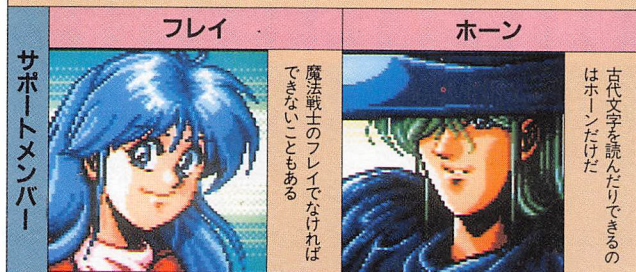 サポートメンバー
フレイ
魔法戦士のフレイでなければ
できないこともある
ホーン
古代文字を読んだりできるの
はホーンだけだ